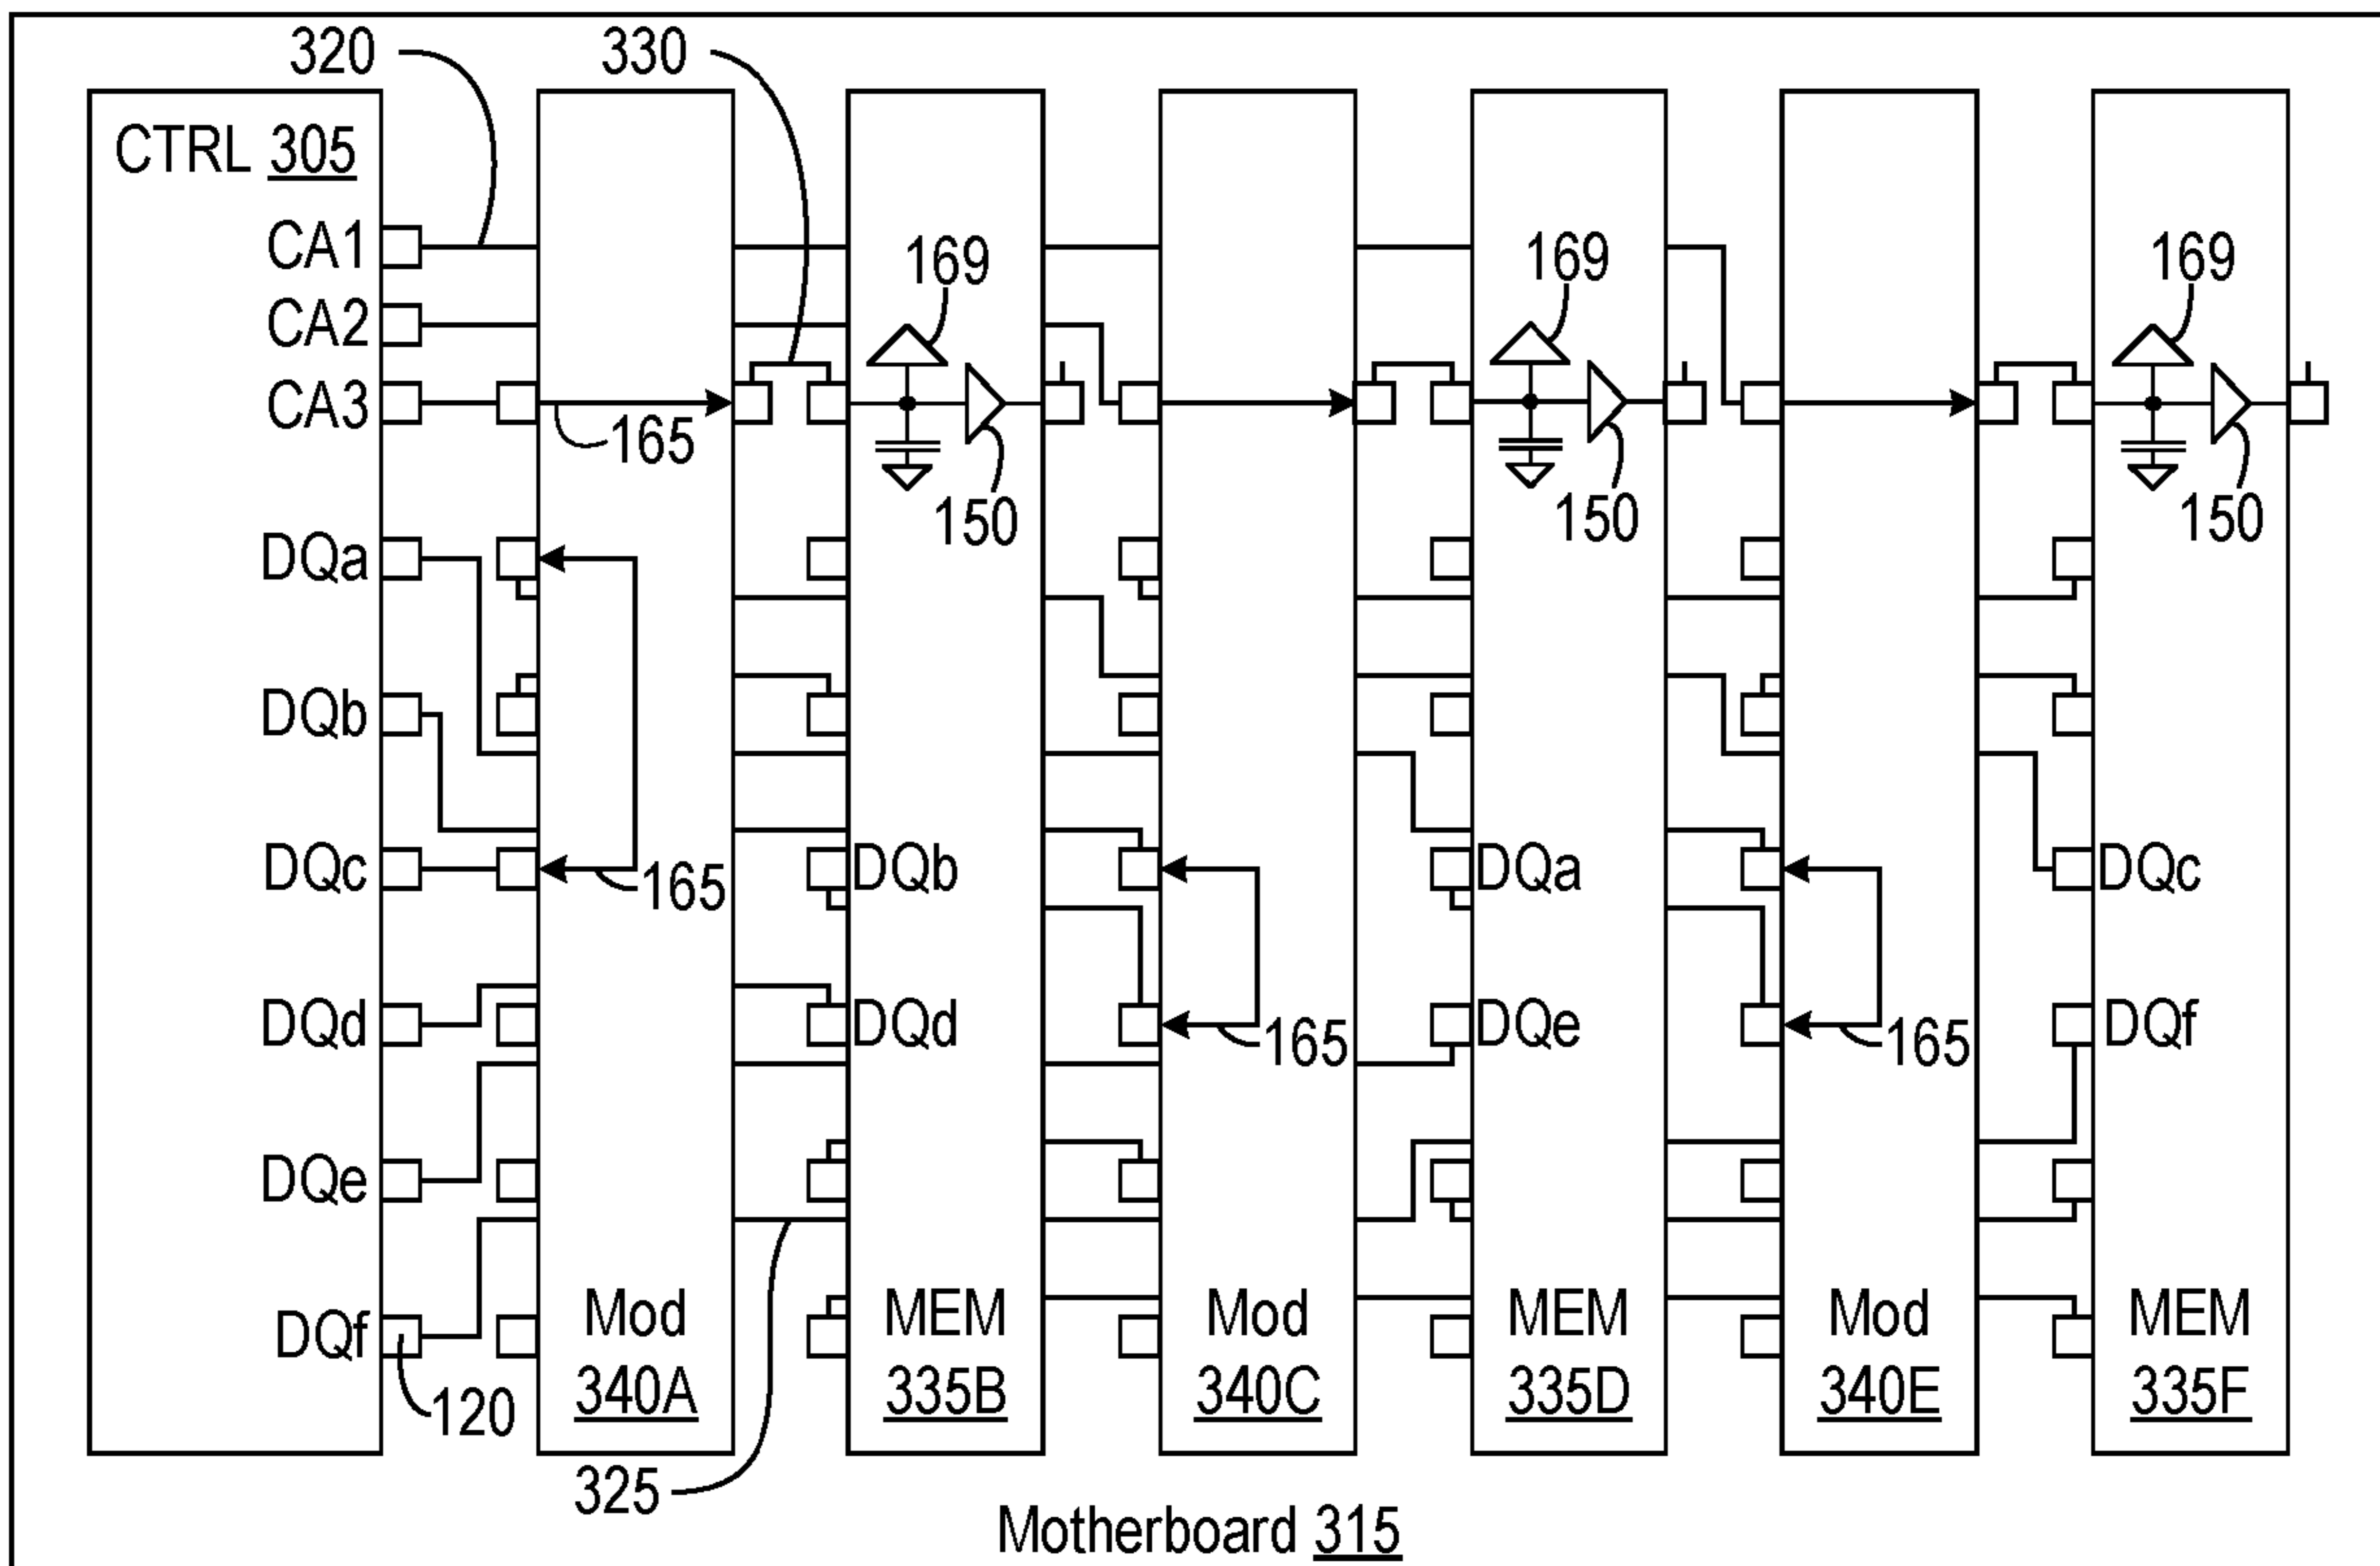 320
330
CTRL 305
CA1
169
169
169
CA2
CA3
165
150
150
150
DQa
DQb
DQc
165
DQb
DQa
DQc
DQd
DQd
165
DQe
165
DQf
DQe
DQf
120
Mod
340A
MEM
335B
Mod
340C
MEM
335D
Mod
340E
MEM
335F
325
Motherboard 315